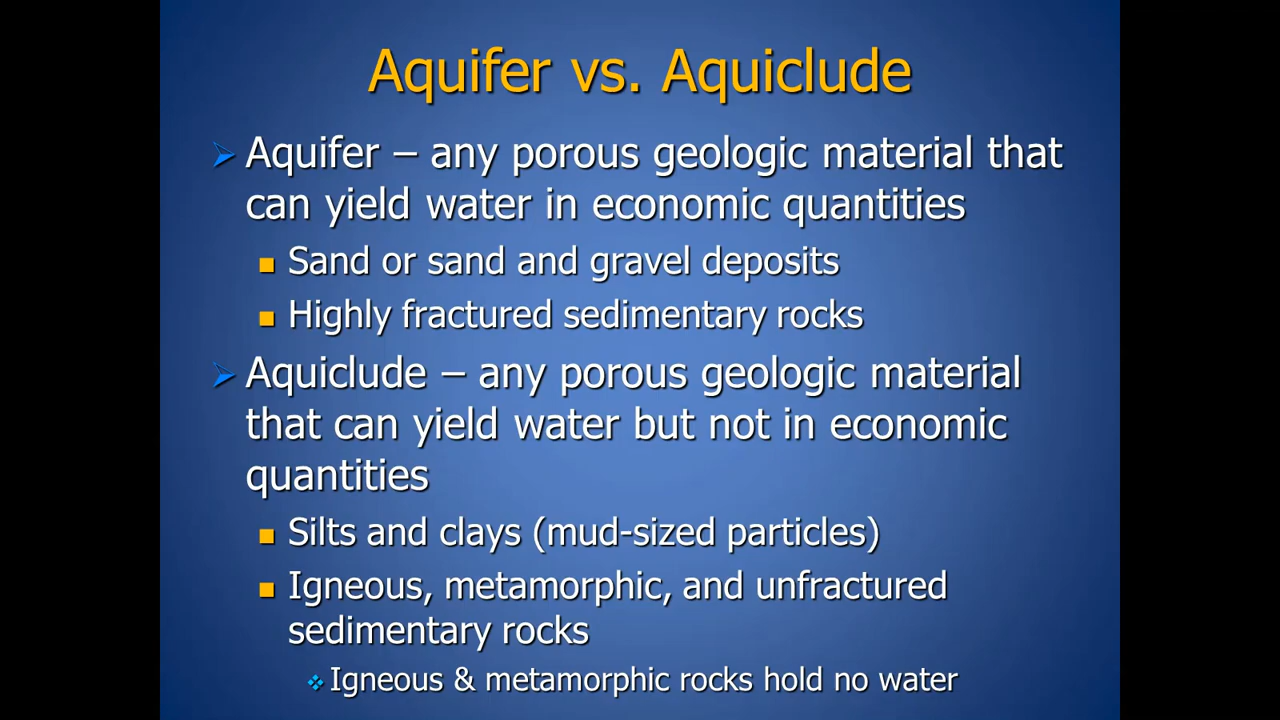 Aquifer vs. Aquiclude
Aquifer – any porous geologic material that
can yield water in economic quantities
Sand or sand and gravel deposits
Highly fractured sedimentary rocks
Aquiclude – any porous geologic material
that can yield water but not in economic
quantities
Silts and clays (mud-sized particles)
Igneous, metamorphic, and unfractured
sedimentary rocks
Igneous & metamorphic rocks hold no water